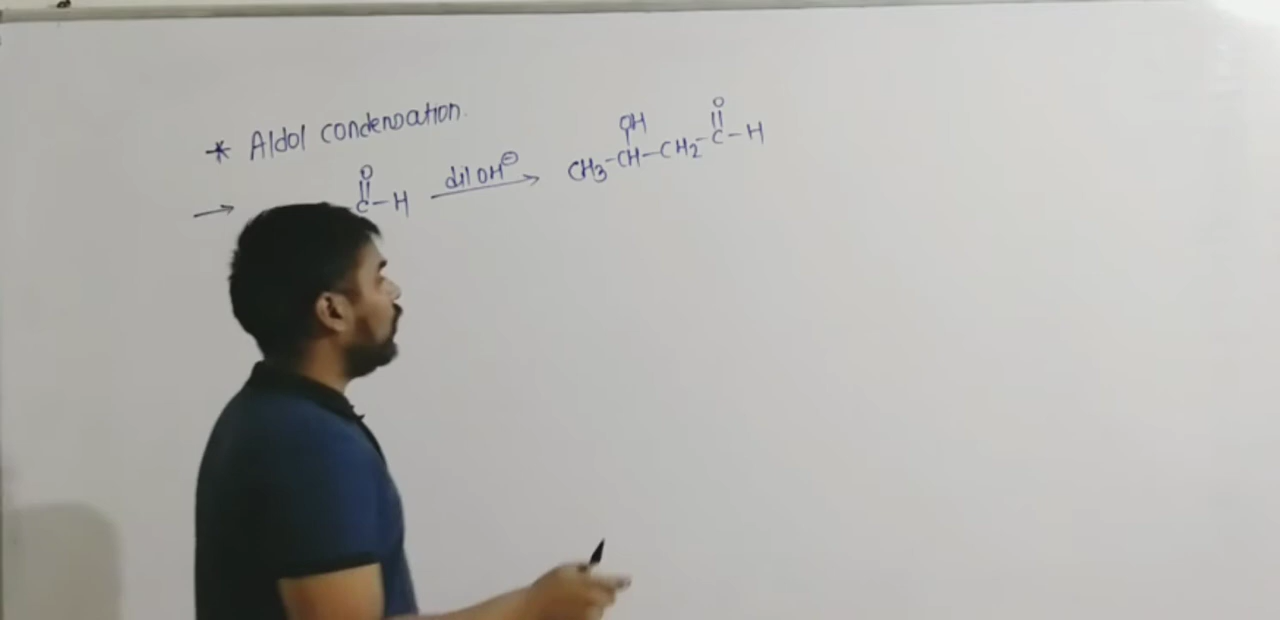 * Aldol condensation.
O OH O
→ C-H dil OH⊖ → CH3-CH-CH2-C-H